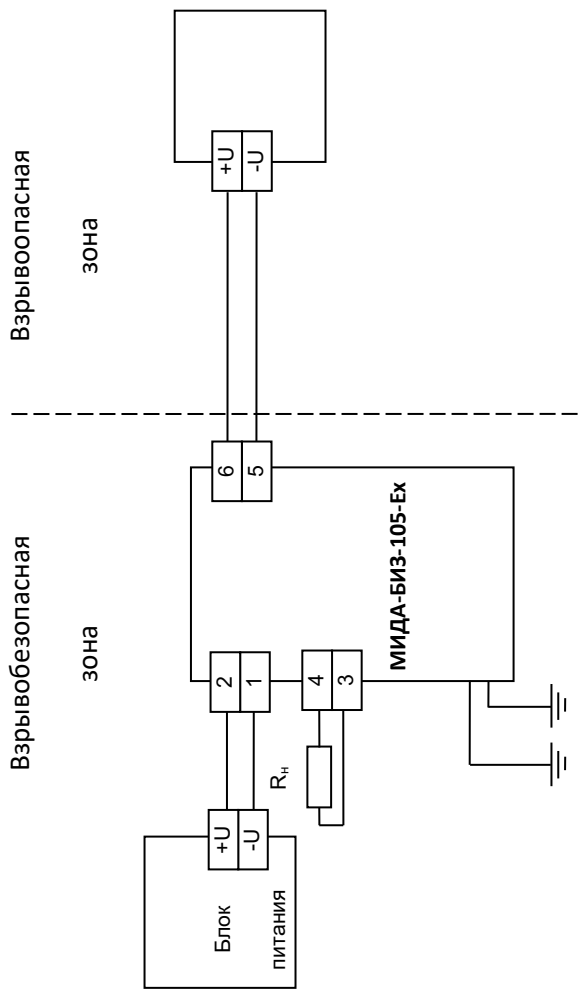 Взрывобезопасная
зона
Взрывоопасная
зона
Блок
питания
+U
-U
Rн
2
1
4
3
МИДА-БИЗ-105-Ex
6
5
+U
-U